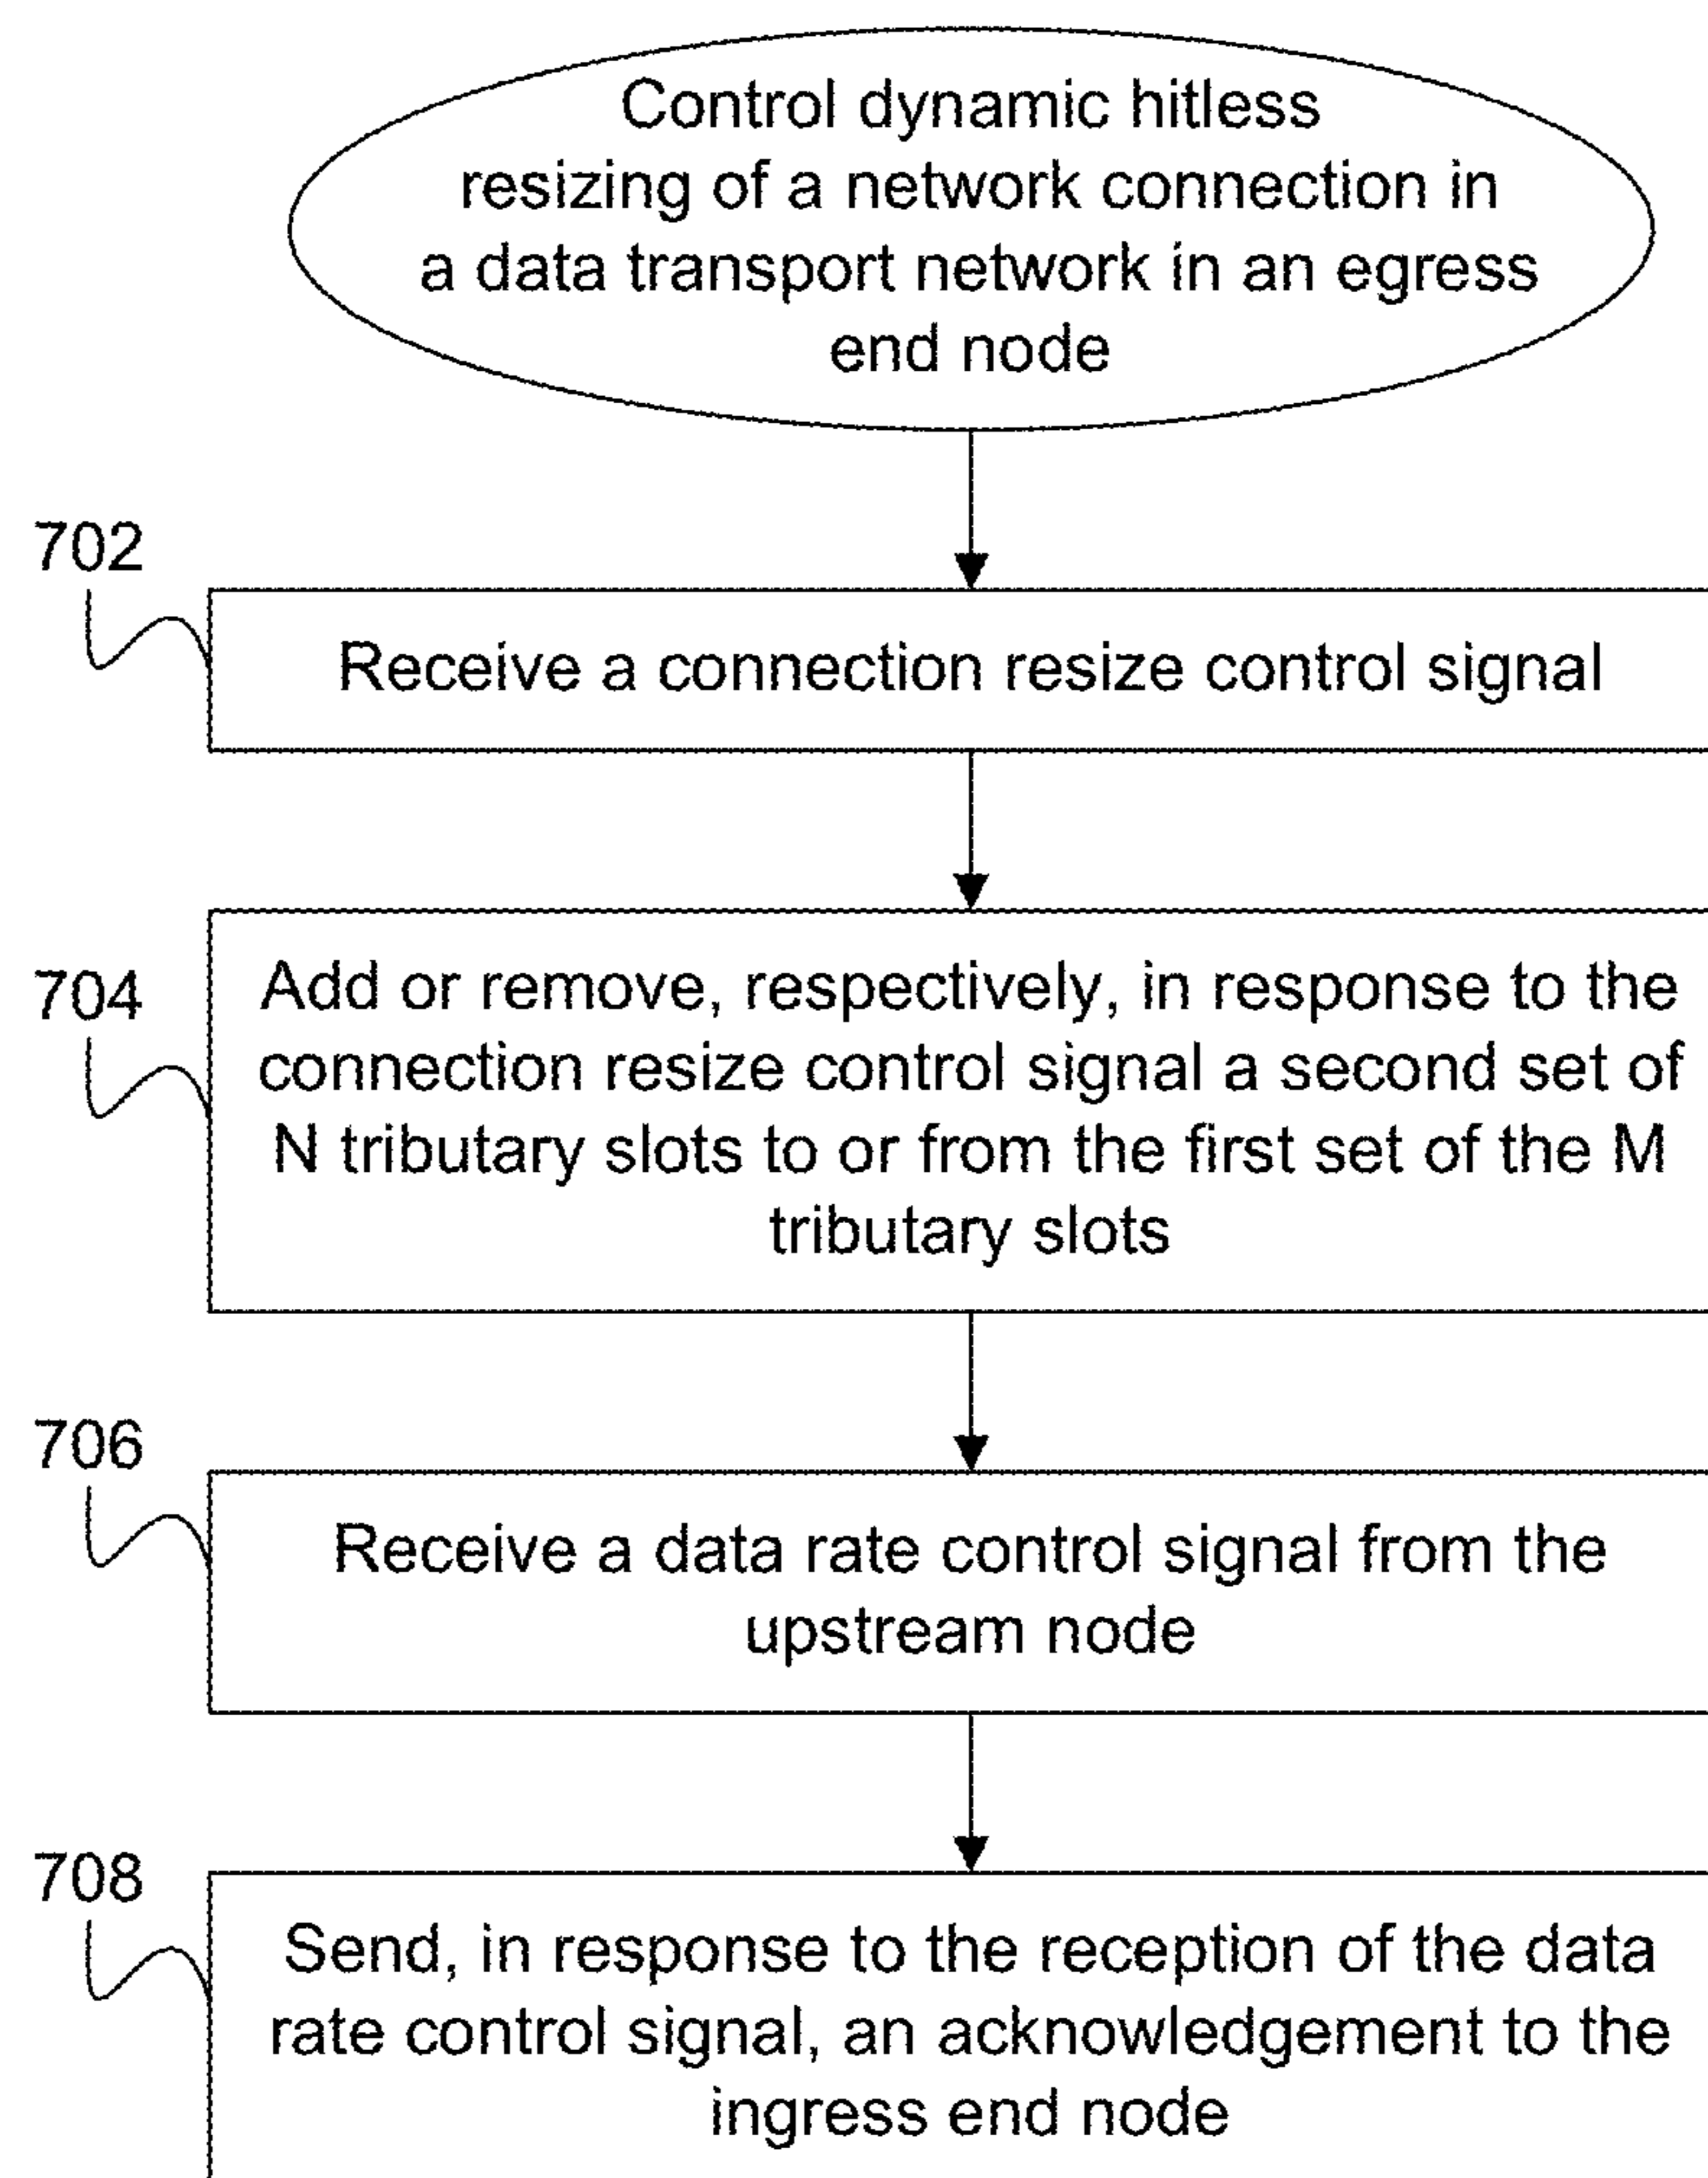 Control dynamic hitless
resizing of a network connection in
a data transport network in an egress
end node
702
Receive a connection resize control signal
704
Add or remove, respectively, in response to the
connection resize control signal a second set of
N tributary slots to or from the first set of the M
tributary slots
706
Receive a data rate control signal from the
upstream node
708
Send, in response to the reception of the data
rate control signal, an acknowledgement to the
ingress end node